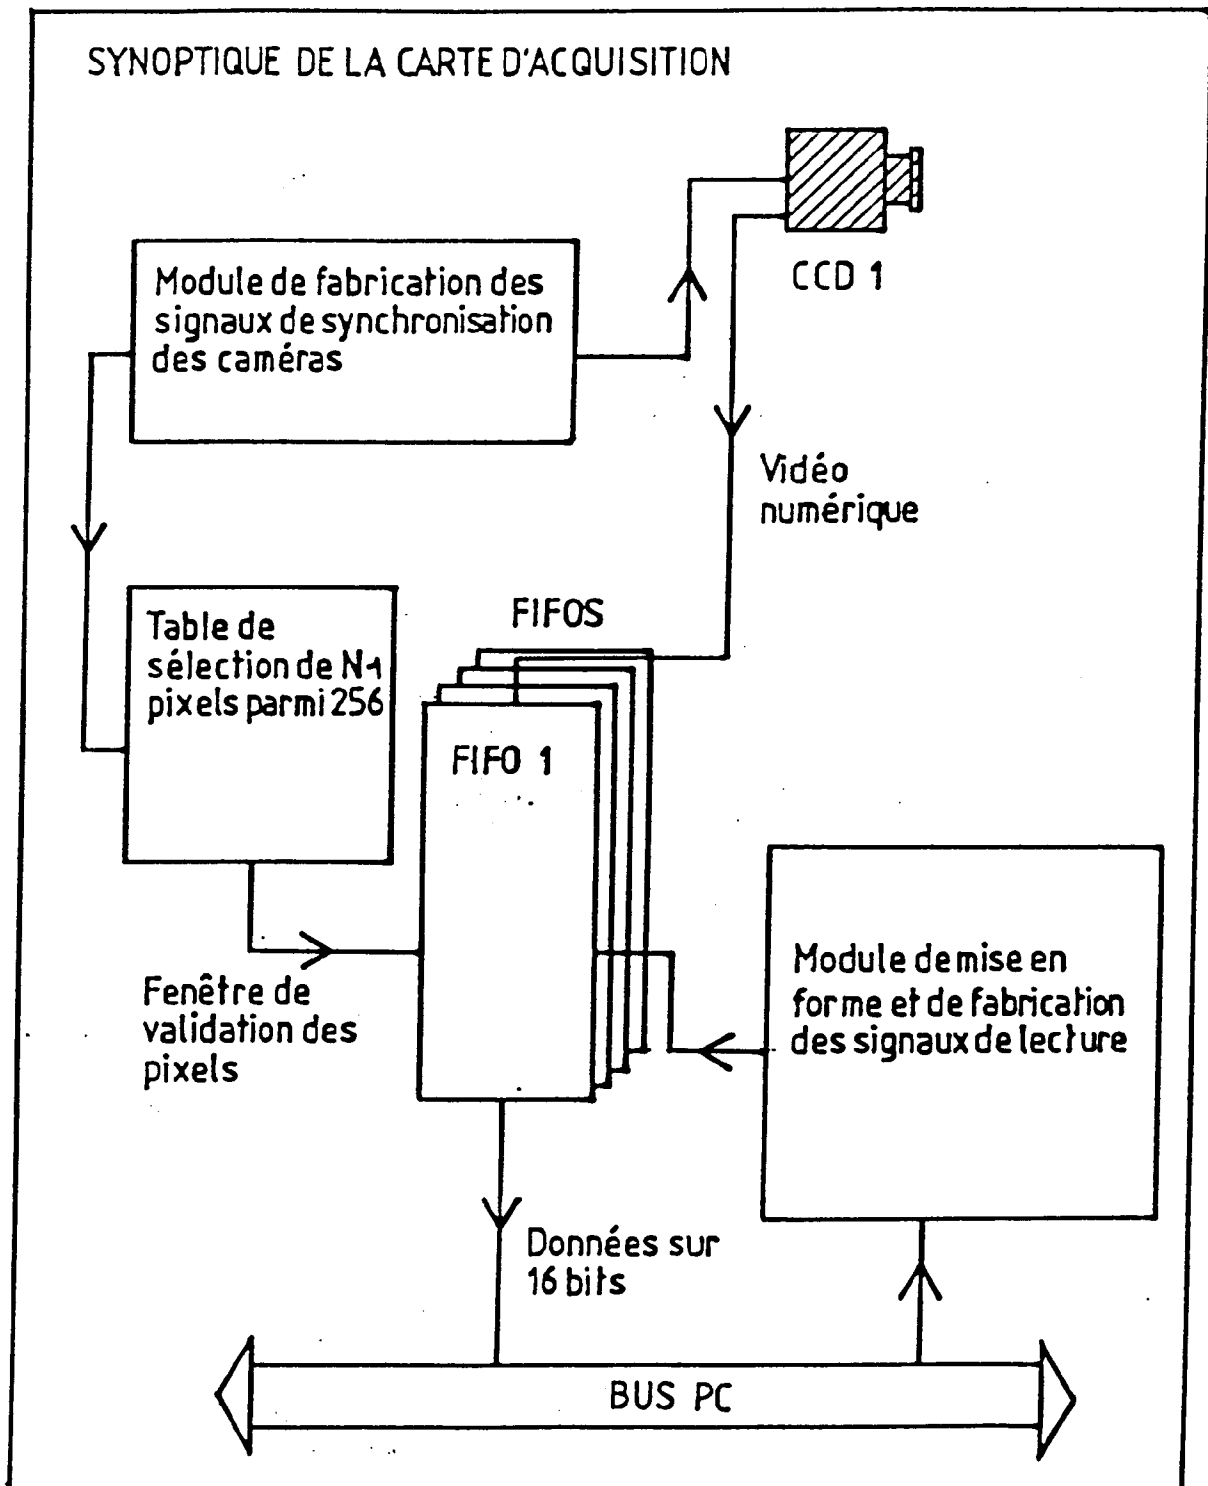 SYNOPTIQUE DE LA CARTE D'ACQUISITION
CCD 1
Module de fabrication des
signaux de synchronisation
des caméras
Vidéo
numérique
FIFOS
Table de
sélection de N-1
pixels parmi 256
FIFO 1
Module de mise en
forme et de fabrication
des signaux de lecture
Fenêtre de
validation des
pixels
Données sur
16 bits
BUS PC